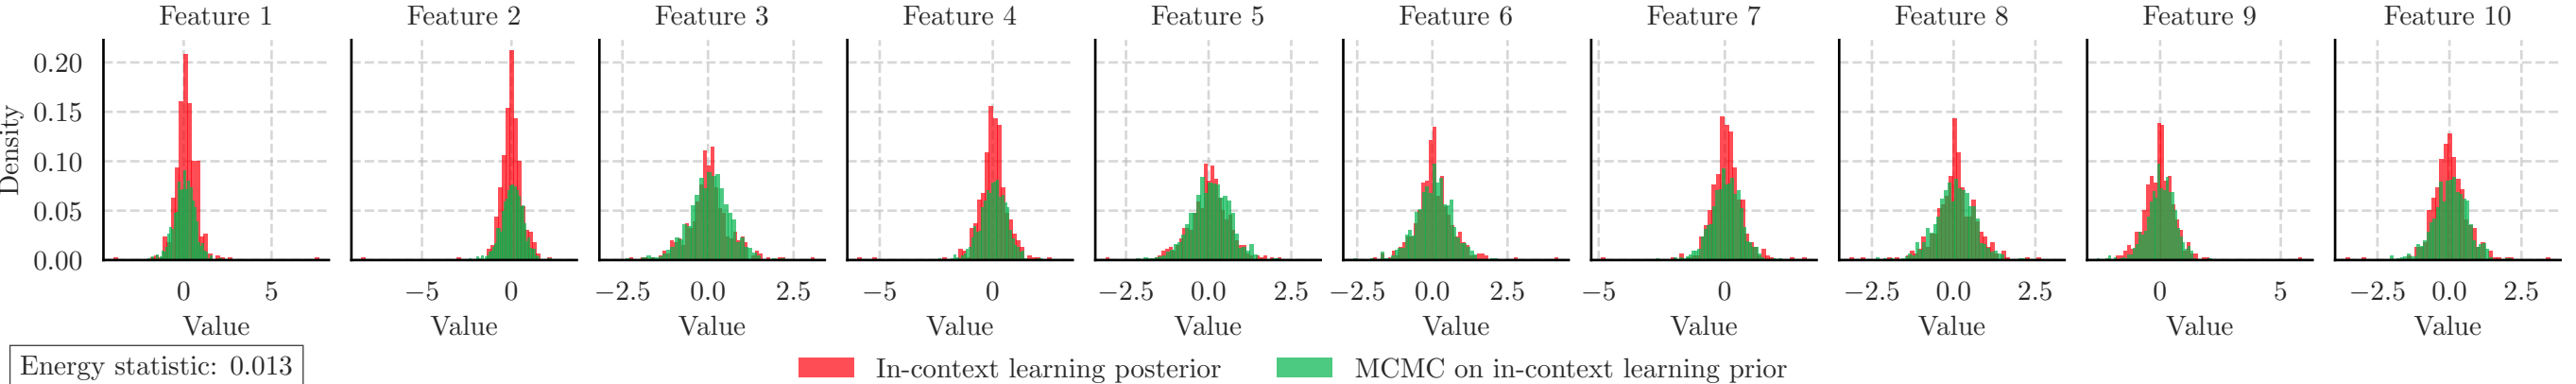 Feature 1 Feature 2 Feature 3 Feature 4 Feature 5 Feature 6 Feature 7 Feature 8 Feature 9 Feature 10
0.20
0.15
0.10
0.05
0.00
Density
0 5 −5 0 −2.5 0.0 2.5 −5 0 −2.5 0.0 2.5 −2.5 0.0 2.5 −5 0 −2.5 0.0 2.5 0 5 −2.5 0.0 2.5
Value Value Value Value Value Value Value Value Value Value
Energy statistic: 0.013
In-context learning posterior MCMC on in-context learning prior